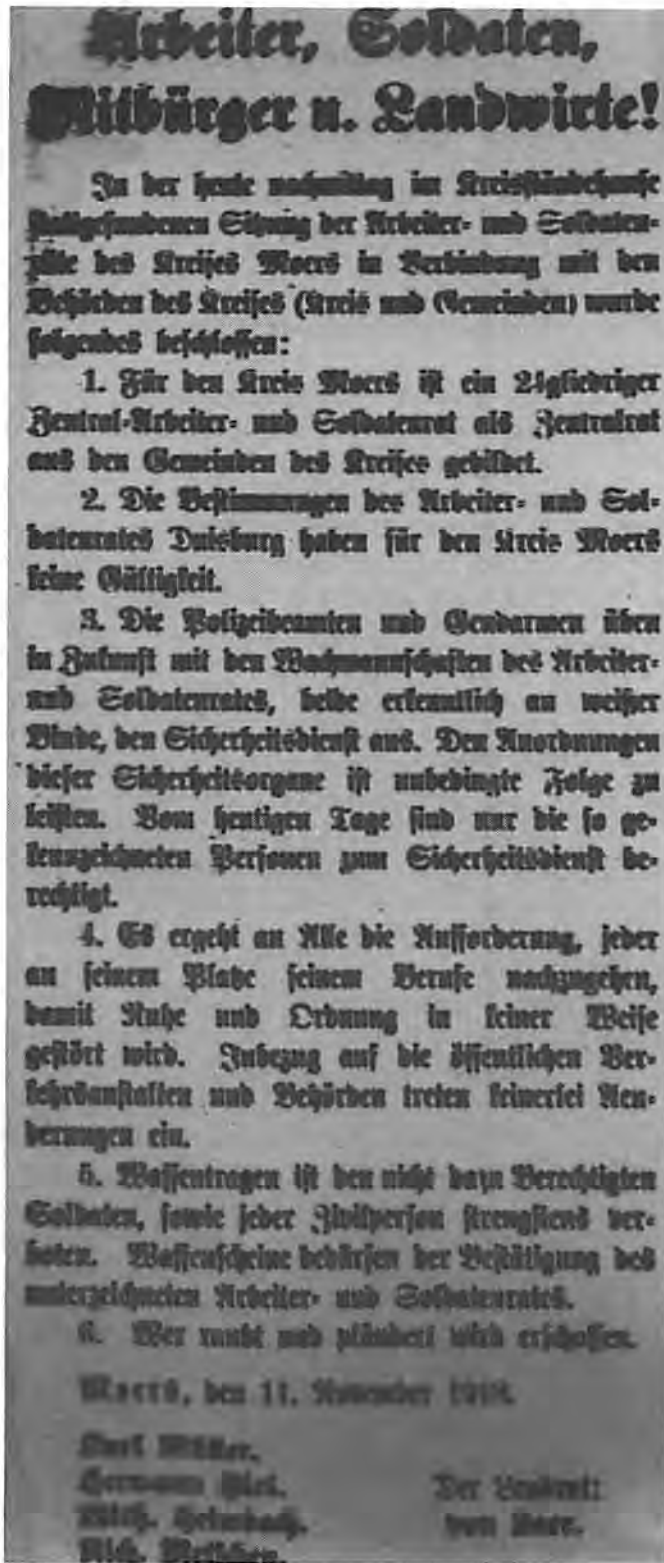 Arbeiter, Soldaten,
Mitbürger u. Landwirte!
In der heute nachmittag im Kreisständehause
stattgefundenen Sitzung der Arbeiter- und Soldaten-
räte des Kreises Moers in Verbindung mit den
Behörden des Kreises (Kreis und Gemeinden) wurde
folgendes beschlossen:
1. Für den Kreis Moers ist ein 24gliedriger
Zentral-Arbeiter- und Soldatenrat als Zentralrat
aus den Gemeinden des Kreises gebildet.
2. Die Bestimmungen des Arbeiter- und Sol-
datenrates Duisburg haben für den Kreis Moers
keine Gültigkeit.
3. Die Polizeibeamten und Gendarmen üben
in Zukunft mit den Wachmannschaften des Arbeiter-
und Soldatenrates, beide erkenntlich an weißer
Binde, den Sicherheitsdienst aus. Den Anordnungen
dieser Sicherheitsorgane ist unbedingte Folge zu
leisten. Vom heutigen Tage sind nur die so ge-
kennzeichneten Personen zum Sicherheitsdienst be-
rechtigt.
4. Es ergeht an Alle die Aufforderung, jeder
an seinem Platze seinem Berufe nachzugehen,
damit Ruhe und Ordnung in keiner Weise
gestört wird. Inbezug auf die öffentlichen Ver-
kehrsanstalten und Behörden treten keinerlei Aen-
derungen ein.
5. Waffentragen ist den nicht dazu Berechtigten
Soldaten, sowie jeder Zivilperson strengstens ver-
boten. Waffenscheine bedürfen der Bestätigung des
unterzeichneten Arbeiter- und Soldatenrates.
6. Wer raubt und plündert wird erschossen.
Moers, den 11. November 1918.
Karl Müller.
Hermann
Der Landrat:
Mich. Heimbach.
von
Rich.